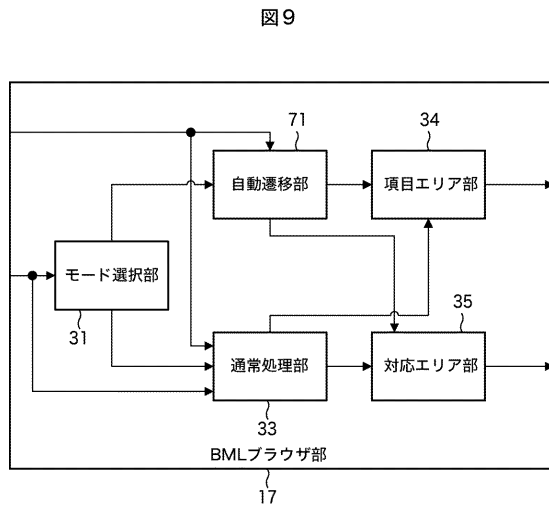 図9
71
34
自動遷移部
項目エリア部
モード選択部
31
35
通常処理部
対応エリア部
33
BMLブラウザ部
17